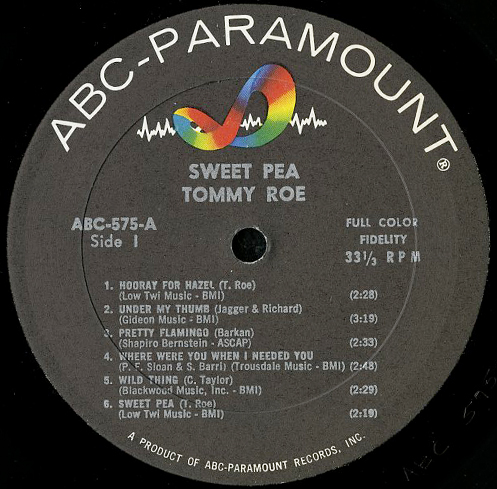 ABC-PARAMOUNT®
SWEET PEA
TOMMY ROE
ABC-575-A
Side 1
FULL COLOR
FIDELITY
33 1/3 RPM
1. HOORAY FOR HAZEL (T. Roe)
(Low Twi Music - BMI) (2:28)
2. UNDER MY THUMB (Jagger & Richard)
(Gideon Music - BMI) (3:19)
3. PRETTY FLAMINGO (Barkan)
(Shapiro Bernstein - ASCAP) (2:33)
4. WHERE WERE YOU WHEN I NEEDED YOU
(P. F. Sloan & S. Barri) (Trousdale Music - BMI) (2:48)
5. WILD THING (C. Taylor)
(Blackwood Music, Inc. - BMI) (2:29)
6. SWEET PEA (T. Roe)
(Low Twi Music - BMI) (2:19)
A PRODUCT OF ABC-PARAMOUNT RECORDS, INC.